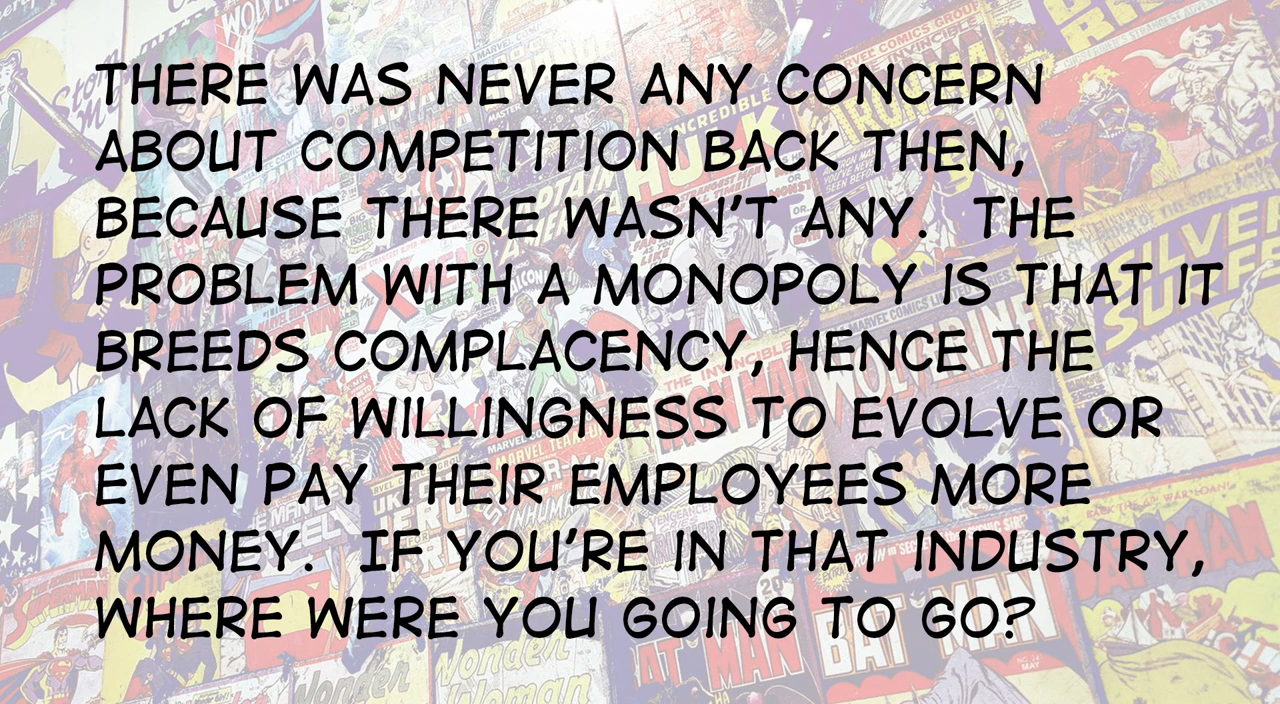 THERE WAS NEVER ANY CONCERN
ABOUT COMPETITION BACK THEN,
BECAUSE THERE WASN'T ANY.  THE
PROBLEM WITH A MONOPOLY IS THAT IT
BREEDS COMPLACENCY, HENCE THE
LACK OF WILLINGNESS TO EVOLVE OR
EVEN PAY THEIR EMPLOYEES MORE
MONEY.  IF YOU'RE IN THAT INDUSTRY,
WHERE WERE YOU GOING TO GO?